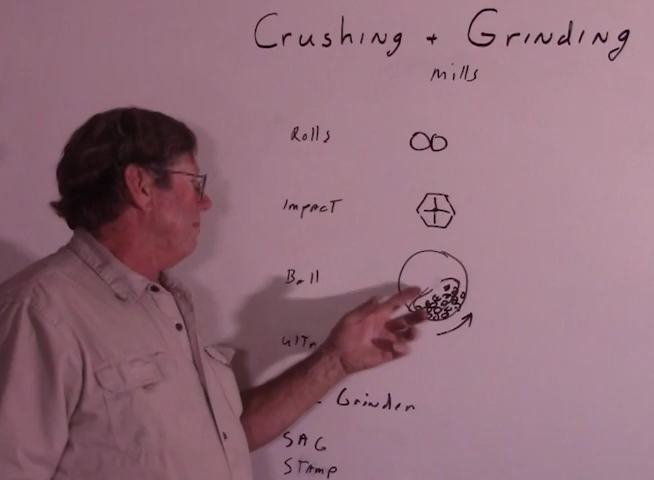 Crushing + Grinding
mills
Rolls
Impact
Ball
Grinder
SAG
STAMP